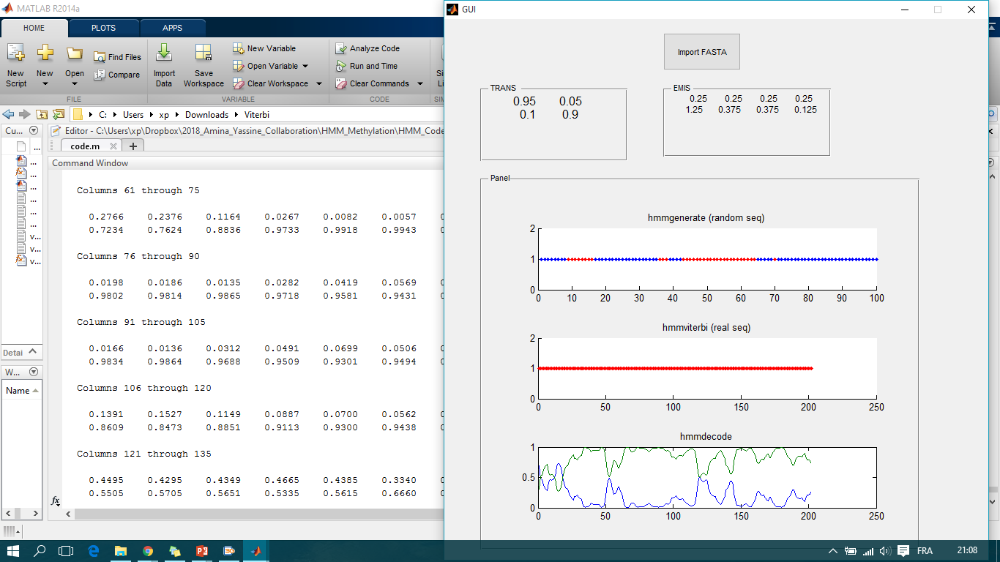 MATLAB R2014a
HOME PLOTS APPS
New Script
New
Open
Find Files
Compare
FILE
Import Data
Save Workspace
New Variable
Open Variable
Clear Workspace
VARIABLE
Analyze Code
Run and Time
Clear Commands
CODE
C: Users xp Downloads Viterbi
Cu...
...
...
...
...
...
...
...
v...
v...
v...
Detai
W...
Name
Editor - C:\Users\xp\Dropbox\2018_Amina_Yassine_Collaboration\HMM_Methylation\HMM_Code
code.m
Command Window
Columns 61 through 75
0.2766 0.2376 0.1164 0.0267 0.0082 0.0057
0.7234 0.7624 0.8836 0.9733 0.9918 0.9943
Columns 76 through 90
0.0198 0.0186 0.0135 0.0282 0.0419 0.0569
0.9802 0.9814 0.9865 0.9718 0.9581 0.9431
Columns 91 through 105
0.0166 0.0136 0.0312 0.0491 0.0699 0.0506
0.9834 0.9864 0.9688 0.9509 0.9301 0.9494
Columns 106 through 120
0.1391 0.1527 0.1149 0.0887 0.0700 0.0562
0.8609 0.8473 0.8851 0.9113 0.9300 0.9438
Columns 121 through 135
0.4495 0.4295 0.4349 0.4665 0.4385 0.3340
0.5505 0.5705 0.5651 0.5335 0.5615 0.6660
fx
GUI
Import FASTA
TRANS
0.95 0.05
0.1 0.9
EMIS
0.25 0.25 0.25 0.25
1.25 0.375 0.375 0.125
Panel
hmmgenerate (random seq)
2
1
0
0 10 20 30 40 50 60 70 80 90 100
hmmviterbi (real seq)
2
1
0
0 50 100 150 200 250
hmmdecode
1
0.5
0
0 50 100 150 200 250
FRA
21:08